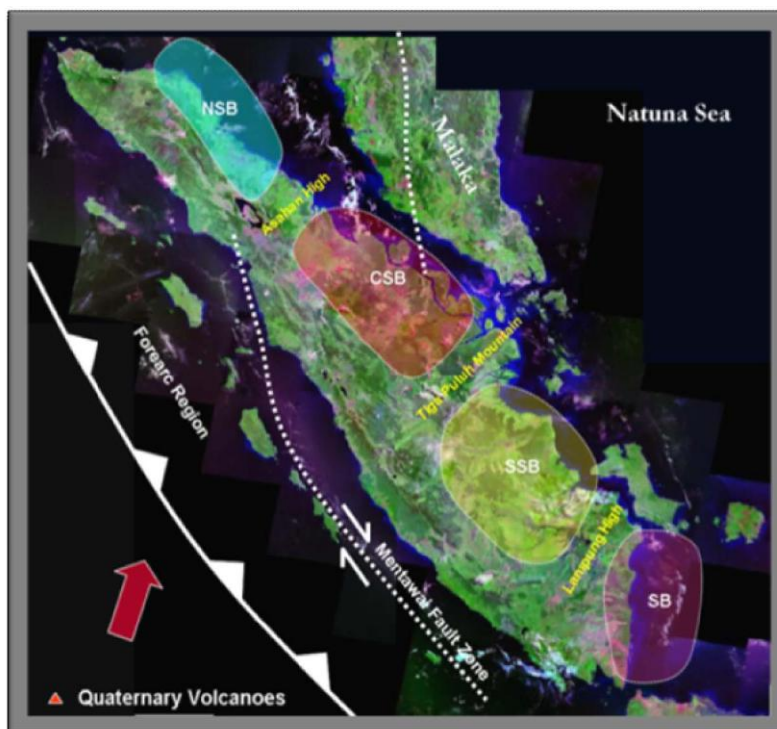 NSB
Natuna Sea
Malaka
Asahan High
CSB
Forearc Region
Tiga Puluh Mountain
SSB
Mentawai Fault Zone
Lampung High
SB
Quaternary Volcanoes